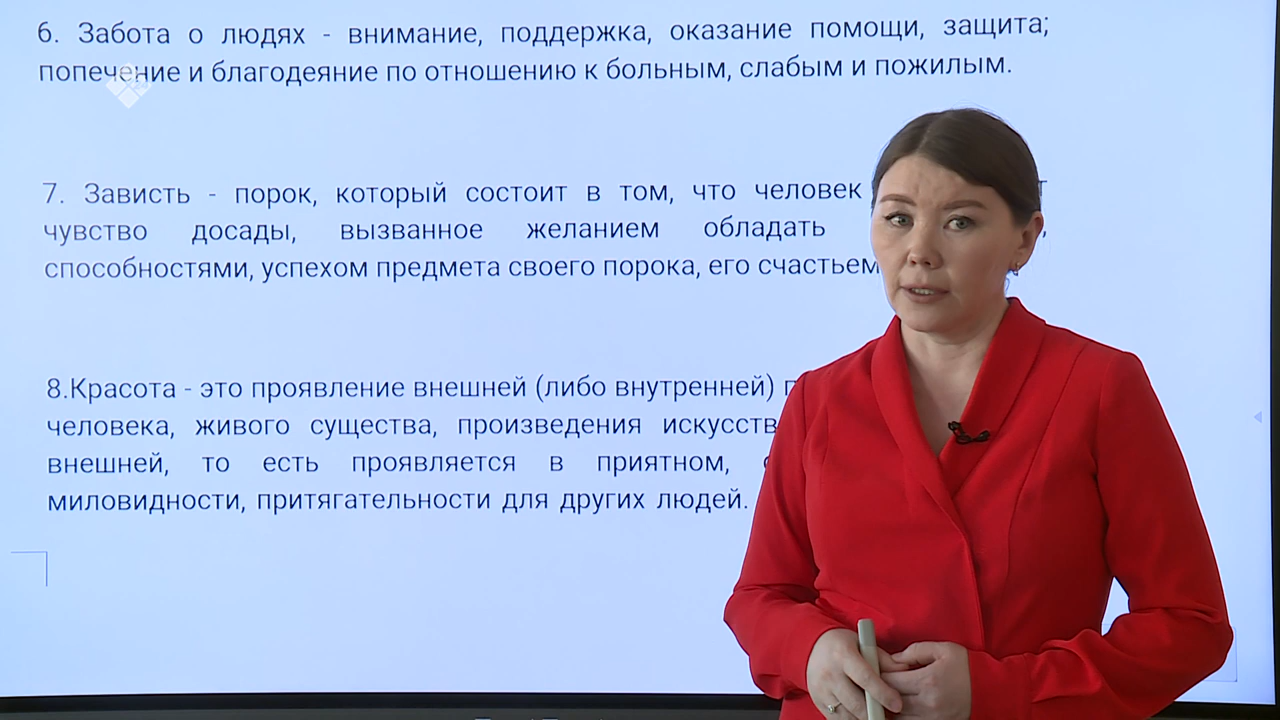 6. Забота о людях - внимание, поддержка, оказание помощи, защита;
попечение и благодеяние по отношению к больным, слабым и пожилым.
7. Зависть - порок, который состоит в том, что человек
чувство досады, вызванное желанием обладать
способностями, успехом предмета своего порока, его счастьем
8.Красота - это проявление внешней (либо внутренней)
человека, живого существа, произведения
внешней, то есть проявляется в приятном,
миловидности, притягательности для других людей.